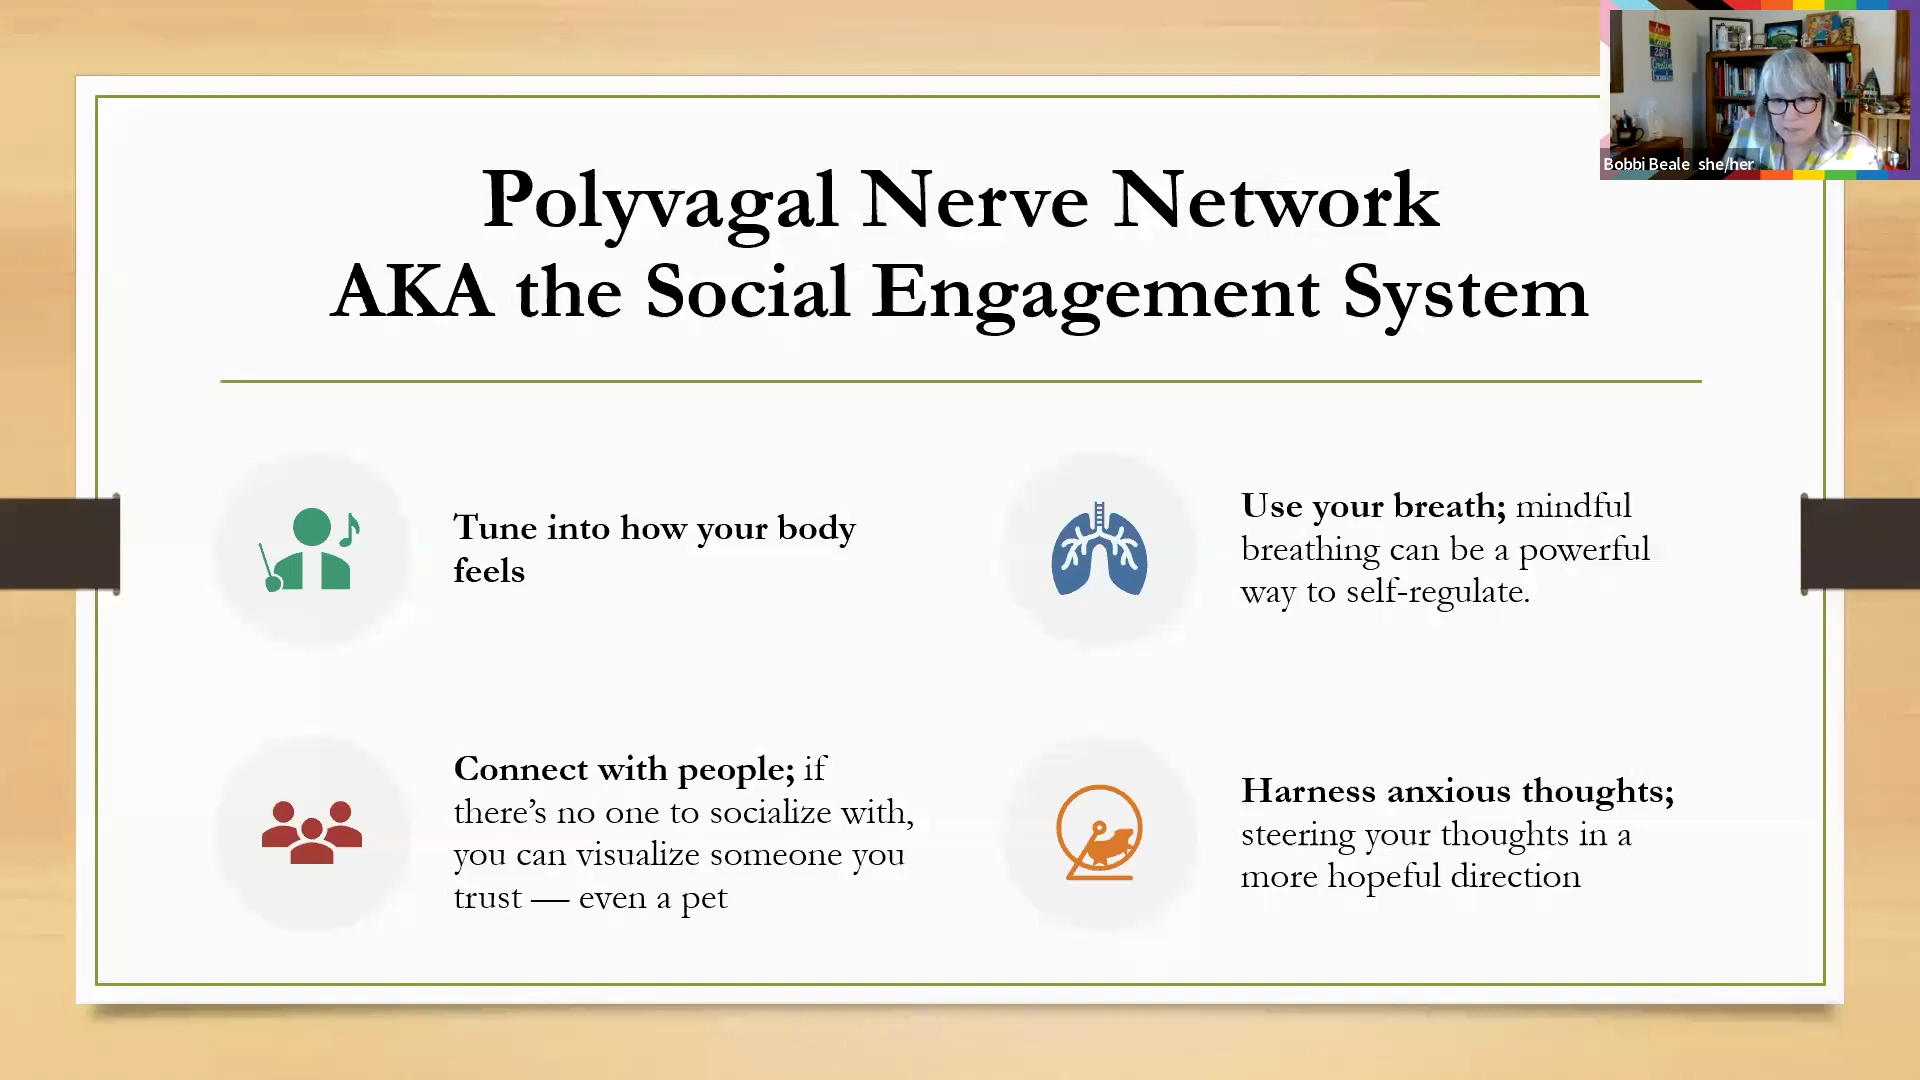 Polyvagal Nerve Network
AKA the Social Engagement System
Tune into how your body
feels
Use your breath; mindful
breathing can be a powerful
way to self-regulate.
Connect with people; if
there's no one to socialize with,
you can visualize someone you
trust — even a pet
Harness anxious thoughts;
steering your thoughts in a
more hopeful direction
Bobbi Beale she/her